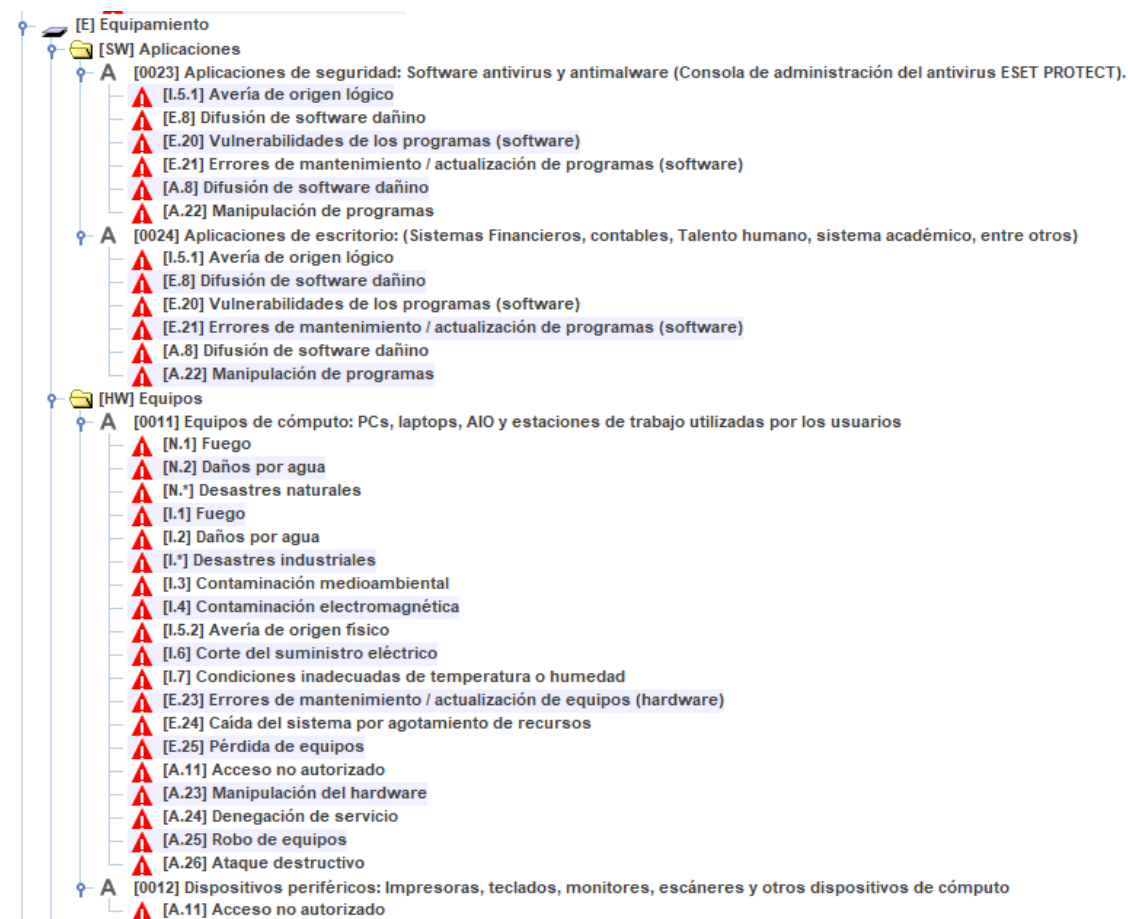 [E] Equipamiento
[SW] Aplicaciones
A [0023] Aplicaciones de seguridad: Software antivirus y antimalware (Consola de administración del antivirus ESET PROTECT).
[I.5.1] Avería de origen lógico
[E.8] Difusión de software dañino
[E.20] Vulnerabilidades de los programas (software)
[E.21] Errores de mantenimiento / actualización de programas (software)
[A.8] Difusión de software dañino
[A.22] Manipulación de programas
A [0024] Aplicaciones de escritorio: (Sistemas Financieros, contables, Talento humano, sistema académico, entre otros)
[I.5.1] Avería de origen lógico
[E.8] Difusión de software dañino
[E.20] Vulnerabilidades de los programas (software)
[E.21] Errores de mantenimiento / actualización de programas (software)
[A.8] Difusión de software dañino
[A.22] Manipulación de programas
[HW] Equipos
A [0011] Equipos de cómputo: PCs, laptops, AIO y estaciones de trabajo utilizadas por los usuarios
[N.1] Fuego
[N.2] Daños por agua
[N.*] Desastres naturales
[I.1] Fuego
[I.2] Daños por agua
[I.*] Desastres industriales
[I.3] Contaminación medioambiental
[I.4] Contaminación electromagnética
[I.5.2] Avería de origen físico
[I.6] Corte del suministro eléctrico
[I.7] Condiciones inadecuadas de temperatura o humedad
[E.23] Errores de mantenimiento / actualización de equipos (hardware)
[E.24] Caída del sistema por agotamiento de recursos
[E.25] Pérdida de equipos
[A.11] Acceso no autorizado
[A.23] Manipulación del hardware
[A.24] Denegación de servicio
[A.25] Robo de equipos
[A.26] Ataque destructivo
A [0012] Dispositivos periféricos: Impresoras, teclados, monitores, escáneres y otros dispositivos de cómputo
[A.11] Acceso no autorizado